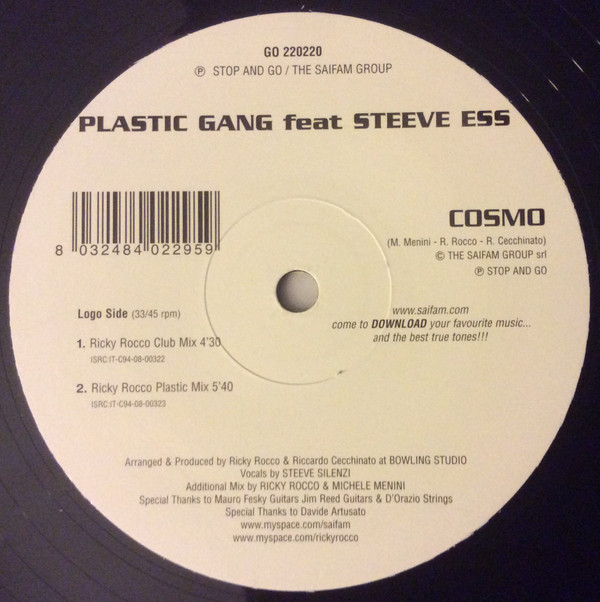 GO 220220
℗ STOP AND GO / THE SAIFAM GROUP
PLASTIC GANG feat STEEVE ESS
8 032484 022959
COSMO
(M. Menini - R. Rocco - R. Cecchinato)
© THE SAIFAM GROUP srl
℗ STOP AND GO
Logo Side (33/45 rpm)
www.saifam.com
come to DOWNLOAD your favourite music...
and the best true tones!!!
1. Ricky Rocco Club Mix 4'30
ISRC:IT-C94-08-00322
2. Ricky Rocco Plastic Mix 5'40
ISRC:IT-C94-08-00323
Arranged & Produced by Ricky Rocco & Riccardo Cecchinato at BOWLING STUDIO
Vocals by STEEVE SILENZI
Additional Mix by RICKY ROCCO & MICHELE MENINI
Special Thanks to Mauro Fesky Guitars Jim Reed Guitars & D'Orazio Strings
Special Thanks to Davide Artusato
www.myspace.com/saifam
www.myspace.com/rickyrocco